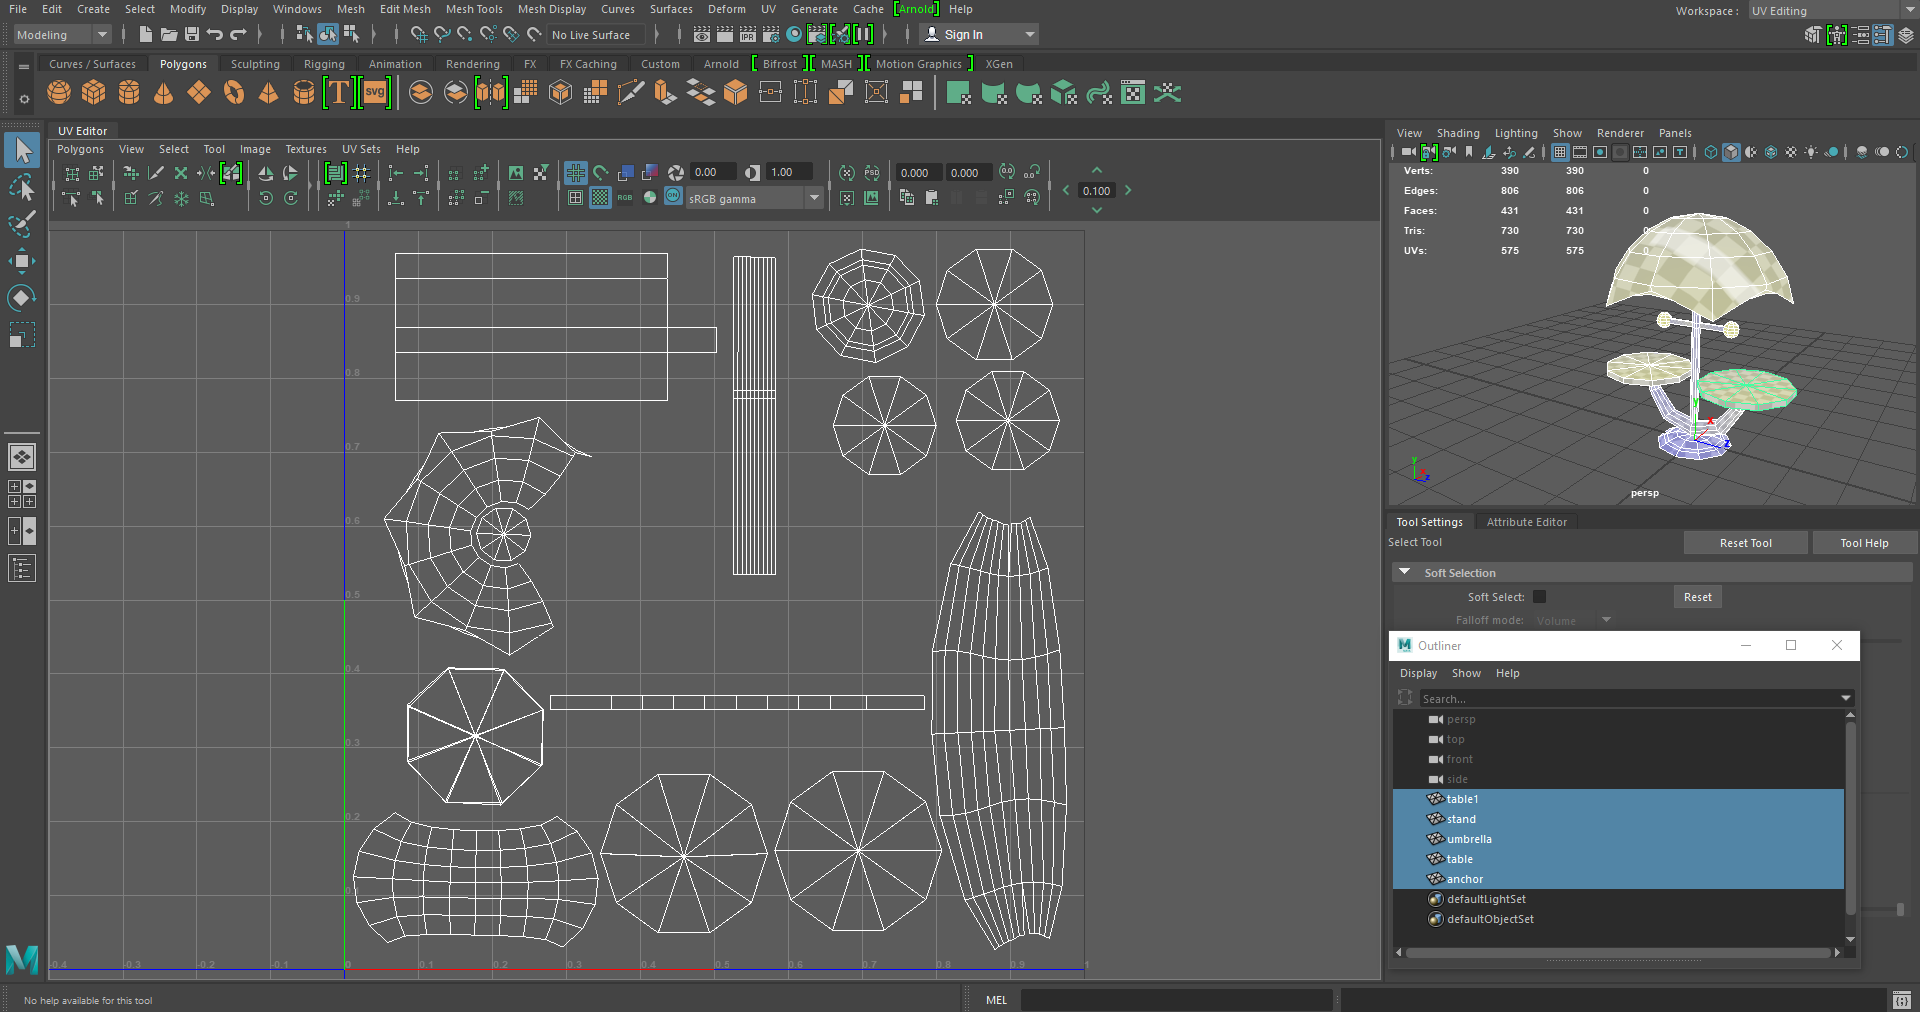 File Edit Create Select Modify Display Windows Mesh Edit Mesh Mesh Tools Mesh Display Curves Surfaces Deform UV Generate Cache [Arnold] Help
Workspace : UV Editing
Modeling No Live Surface Sign In
Curves / Surfaces Polygons Sculpting Rigging Animation Rendering FX FX Caching Custom Arnold Bifrost MASH Motion Graphics XGen
T SVG
UV Editor
Polygons View Select Tool Image Textures UV Sets Help
0.00 1.00 PSD 0.000 0.000
RGB ON sRGB gamma 0.100
1
0.9
0.8
0.7
0.6
0.5
0.4
0.3
0.2
-0.4 -0.3 -0.2 -0.1 0 0.1 0.2 0.3 0.4 0.5 0.6 0.7 0.8 0.9 1
View Shading Lighting Show Renderer Panels
Verts: 390 390 0
Edges: 806 806 0
Faces: 431 431 0
Tris: 730 730 0
UVs: 575 575 0
y
x
z
persp
Tool Settings Attribute Editor
Select Tool Reset Tool Tool Help
Soft Selection
Soft Select: Reset
Falloff mode: Volume
M Outliner
Display Show Help
Search...
persp
top
front
side
table1
stand
umbrella
table
anchor
defaultLightSet
defaultObjectSet
No help available for this tool
MEL